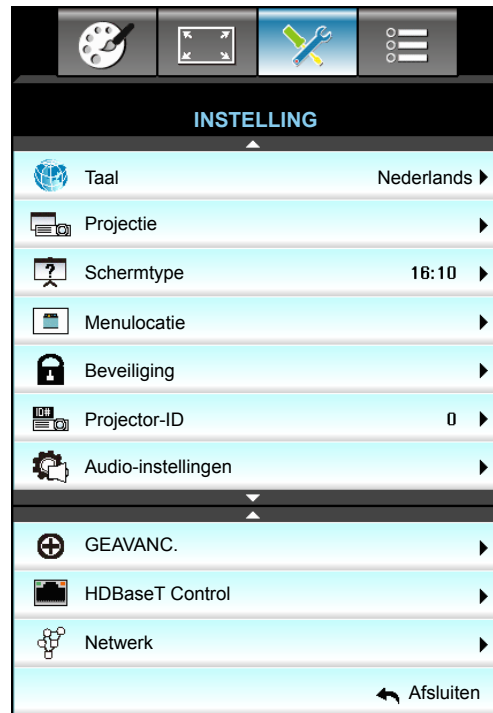 INSTELLING
Taal Nederlands
Projectie
? Schermtype 16:10
Menulocatie
Beveiliging
ID# Projector-ID 0
Audio-instellingen
GEAVANC.
HDBaseT Control
Netwerk
Afsluiten